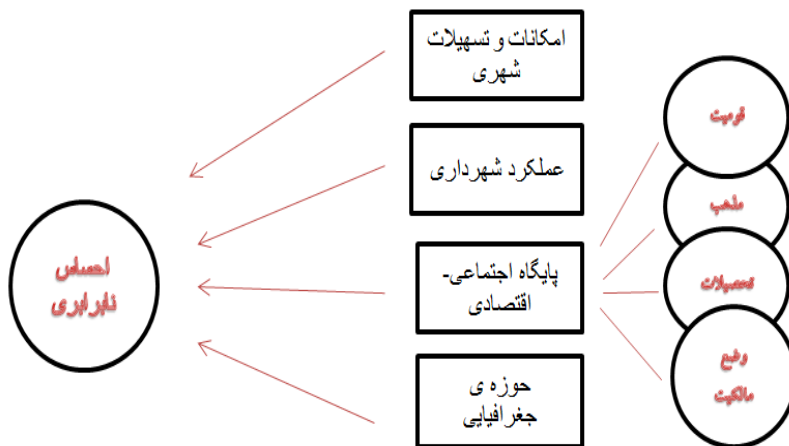 امکانات و تسهیلات
شهری
عملکرد شهرداری
پایگاه اجتماعی-
اقتصادی
حوزه ی
جغرافیایی
قومیت
مذهب
تحصیلات
وضع
مالکیت
احساس
نابرابری